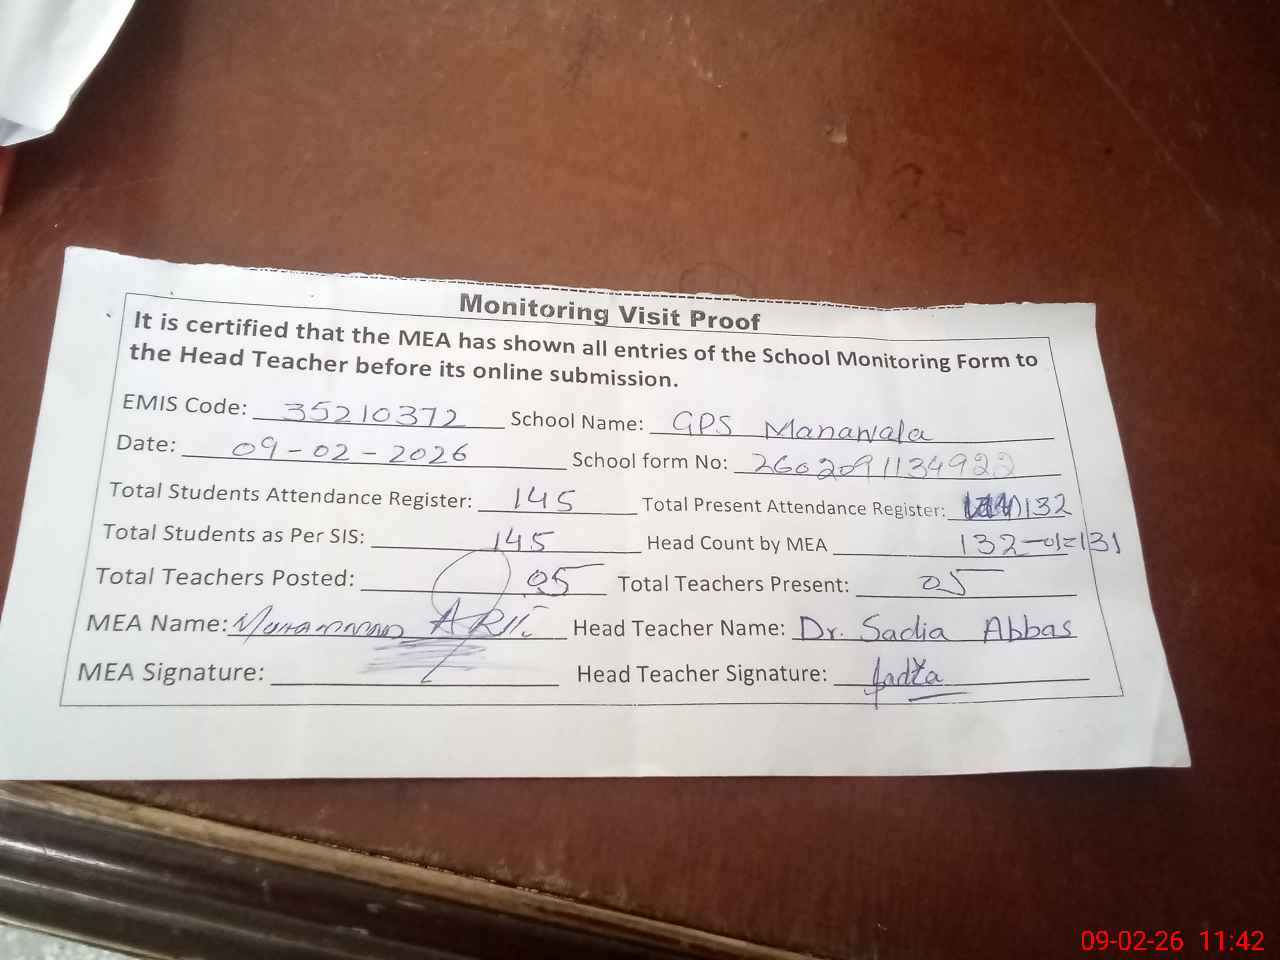 Monitoring Visit Proof
It is certified that the MEA has shown all entries of the School Monitoring Form to
the Head Teacher before its online submission.
EMIS Code: 35210372 School Name: GPS Manawala
Date: 09-02-2026 School form No: 2602091134922
Total Students Attendance Register: 145 Total Present Attendance Register: 132
Total Students as Per SIS: 145 Head Count by MEA 132-01=131
Total Teachers Posted: 05 Total Teachers Present: 05
MEA Name: Muhammad ARIF Head Teacher Name: Dr. Sadia Abbas
MEA Signature: Head Teacher Signature: Sadia
09-02-26 11:42